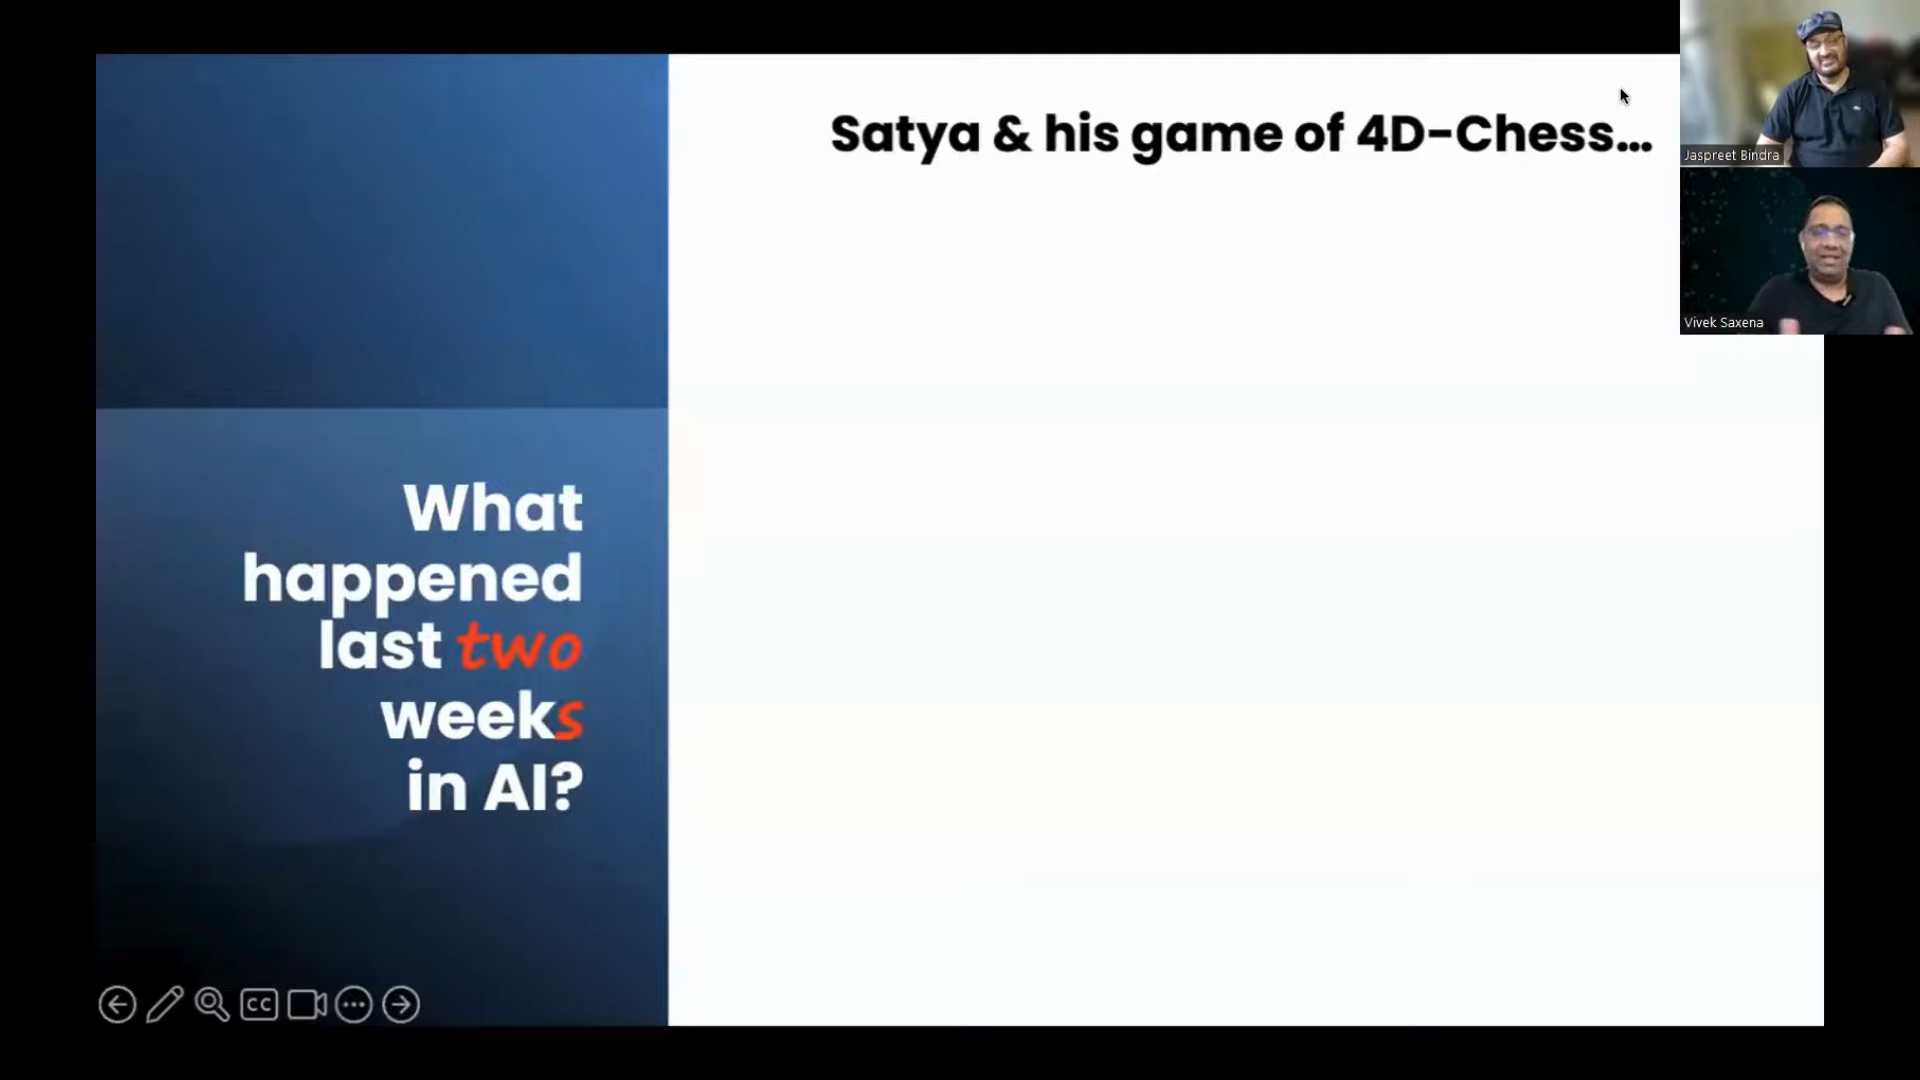 Satya & his game of 4D-Chess...
What
happened
last two
weeks
in AI?
Jaspreet Bindra
Vivek Saxena
CC